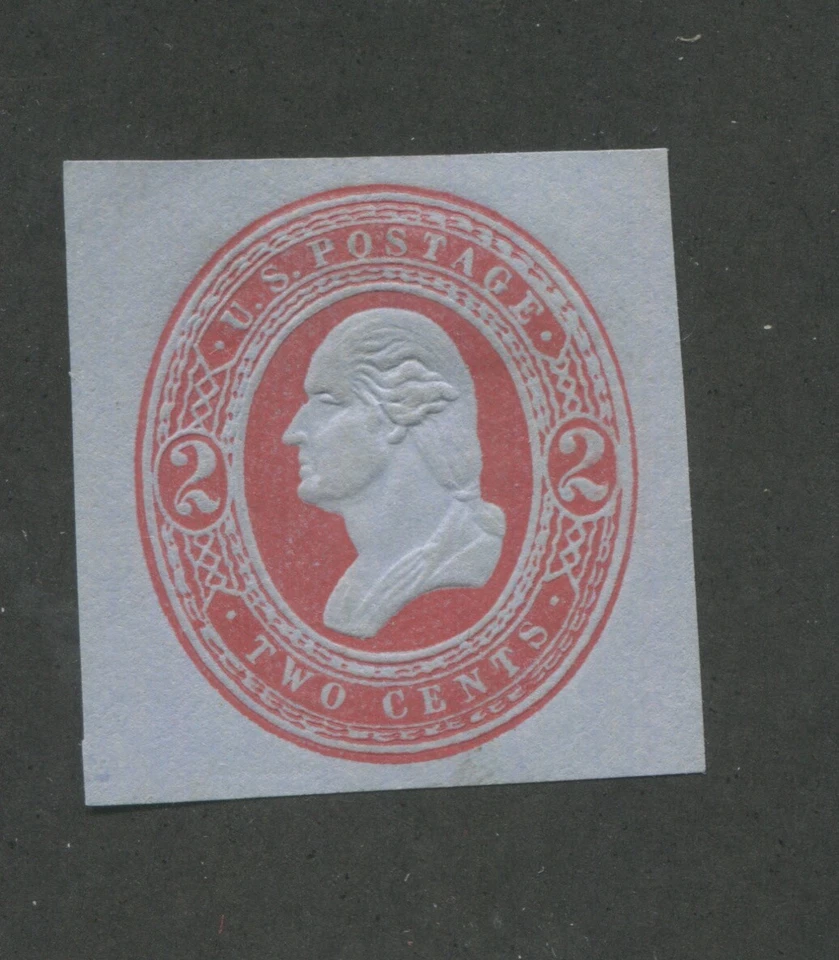 · U. S. POSTAGE ·
2 2
· TWO CENTS ·